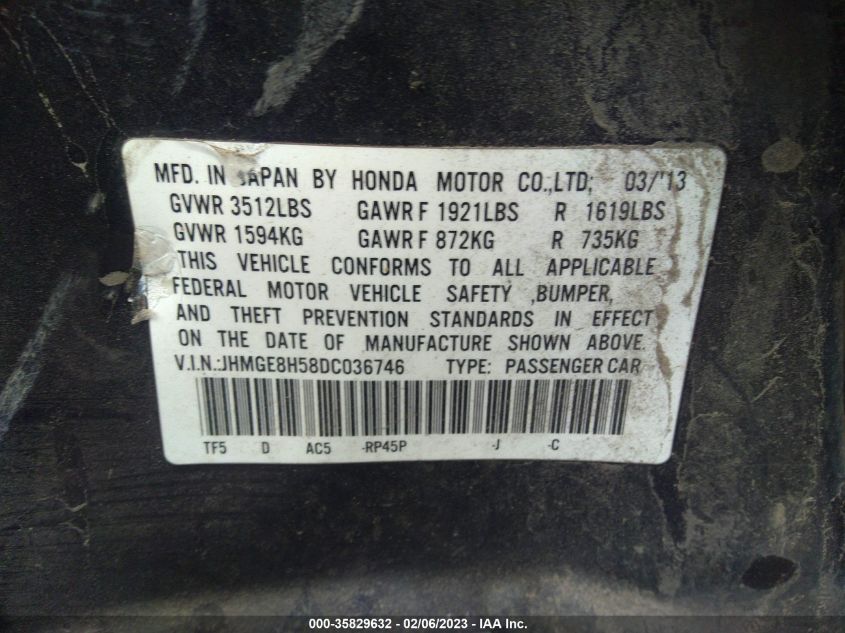 MFD. IN JAPAN BY HONDA MOTOR CO.,LTD; 03/'13
GVWR 3512LBS GAWR F 1921LBS R 1619LBS
GVWR 1594KG GAWR F 872KG R 735KG
THIS VEHICLE CONFORMS TO ALL APPLICABLE
FEDERAL MOTOR VEHICLE SAFETY ,BUMPER,
AND THEFT PREVENTION STANDARDS IN EFFECT
ON THE DATE OF MANUFACTURE SHOWN ABOVE.
V.I.N.:JHMGE8H58DC036746 TYPE: PASSENGER CAR
TF5 D AC5 -RP45P -J -C
000-35829632 - 02/06/2023 - IAA Inc.